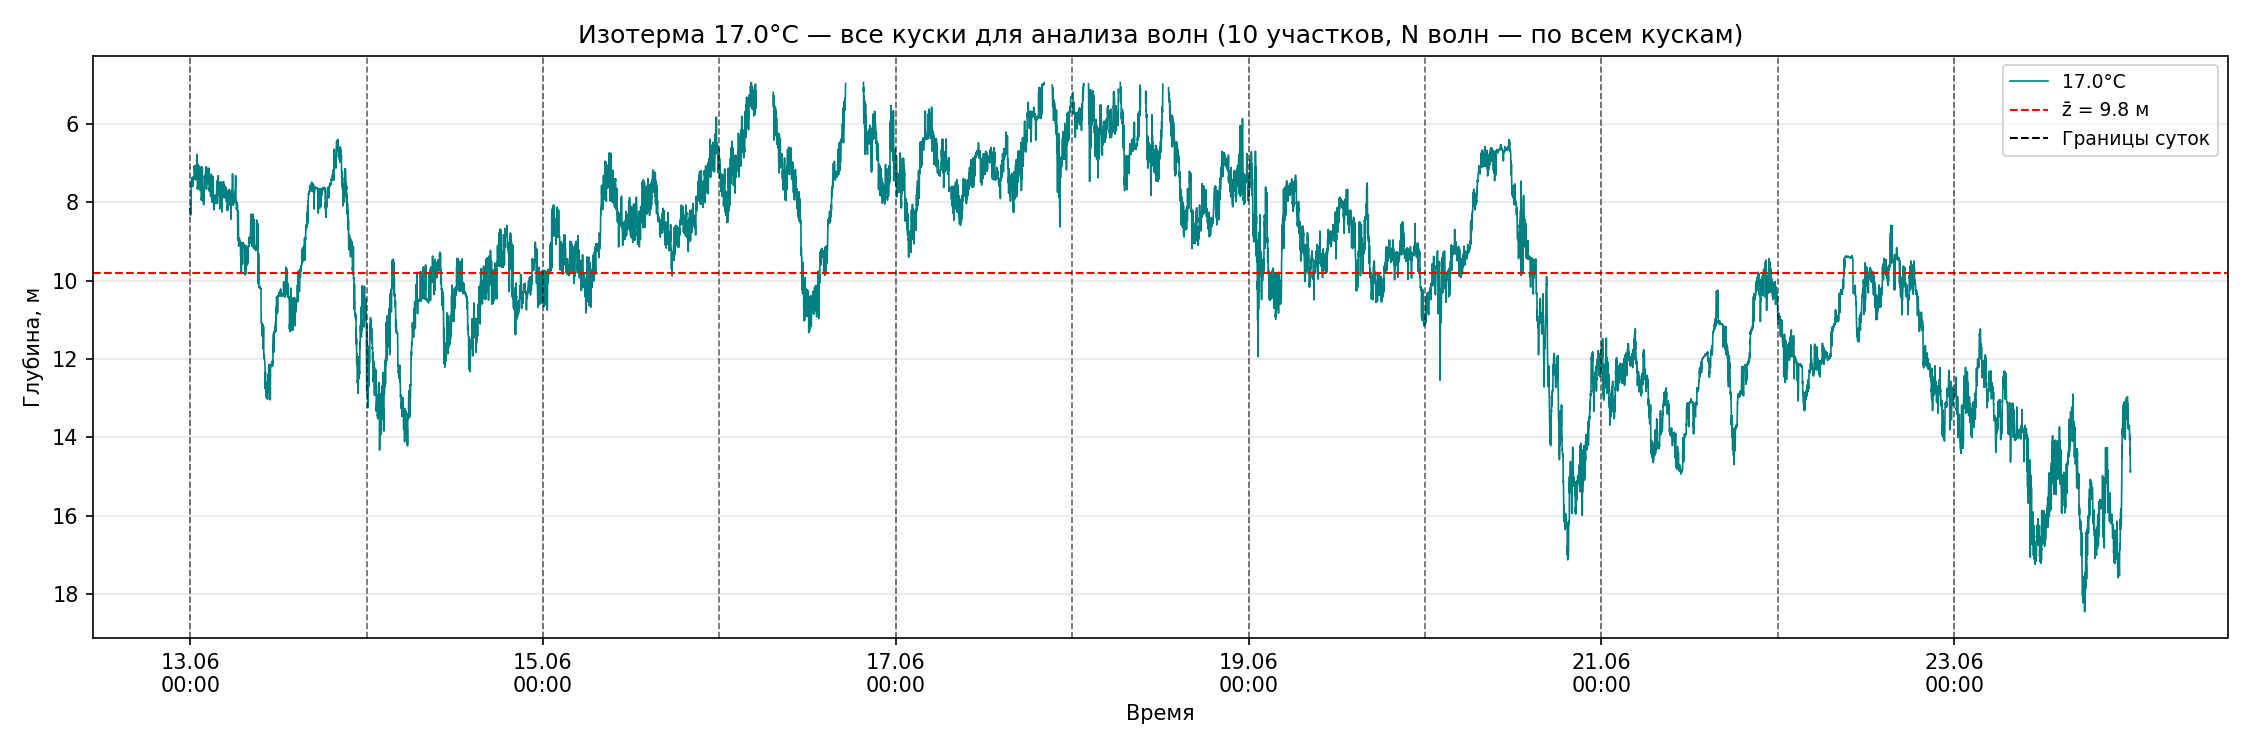 Изотерма 17.0°C — все куски для анализа волн (10 участков, N волн — по всем кускам)
17.0°C
z̄ = 9.8 м
Границы суток
Глубина, м
6
8
10
12
14
16
18
13.06 15.06 17.06 19.06 21.06 23.06
00:00 00:00 00:00 00:00 00:00 00:00
Время